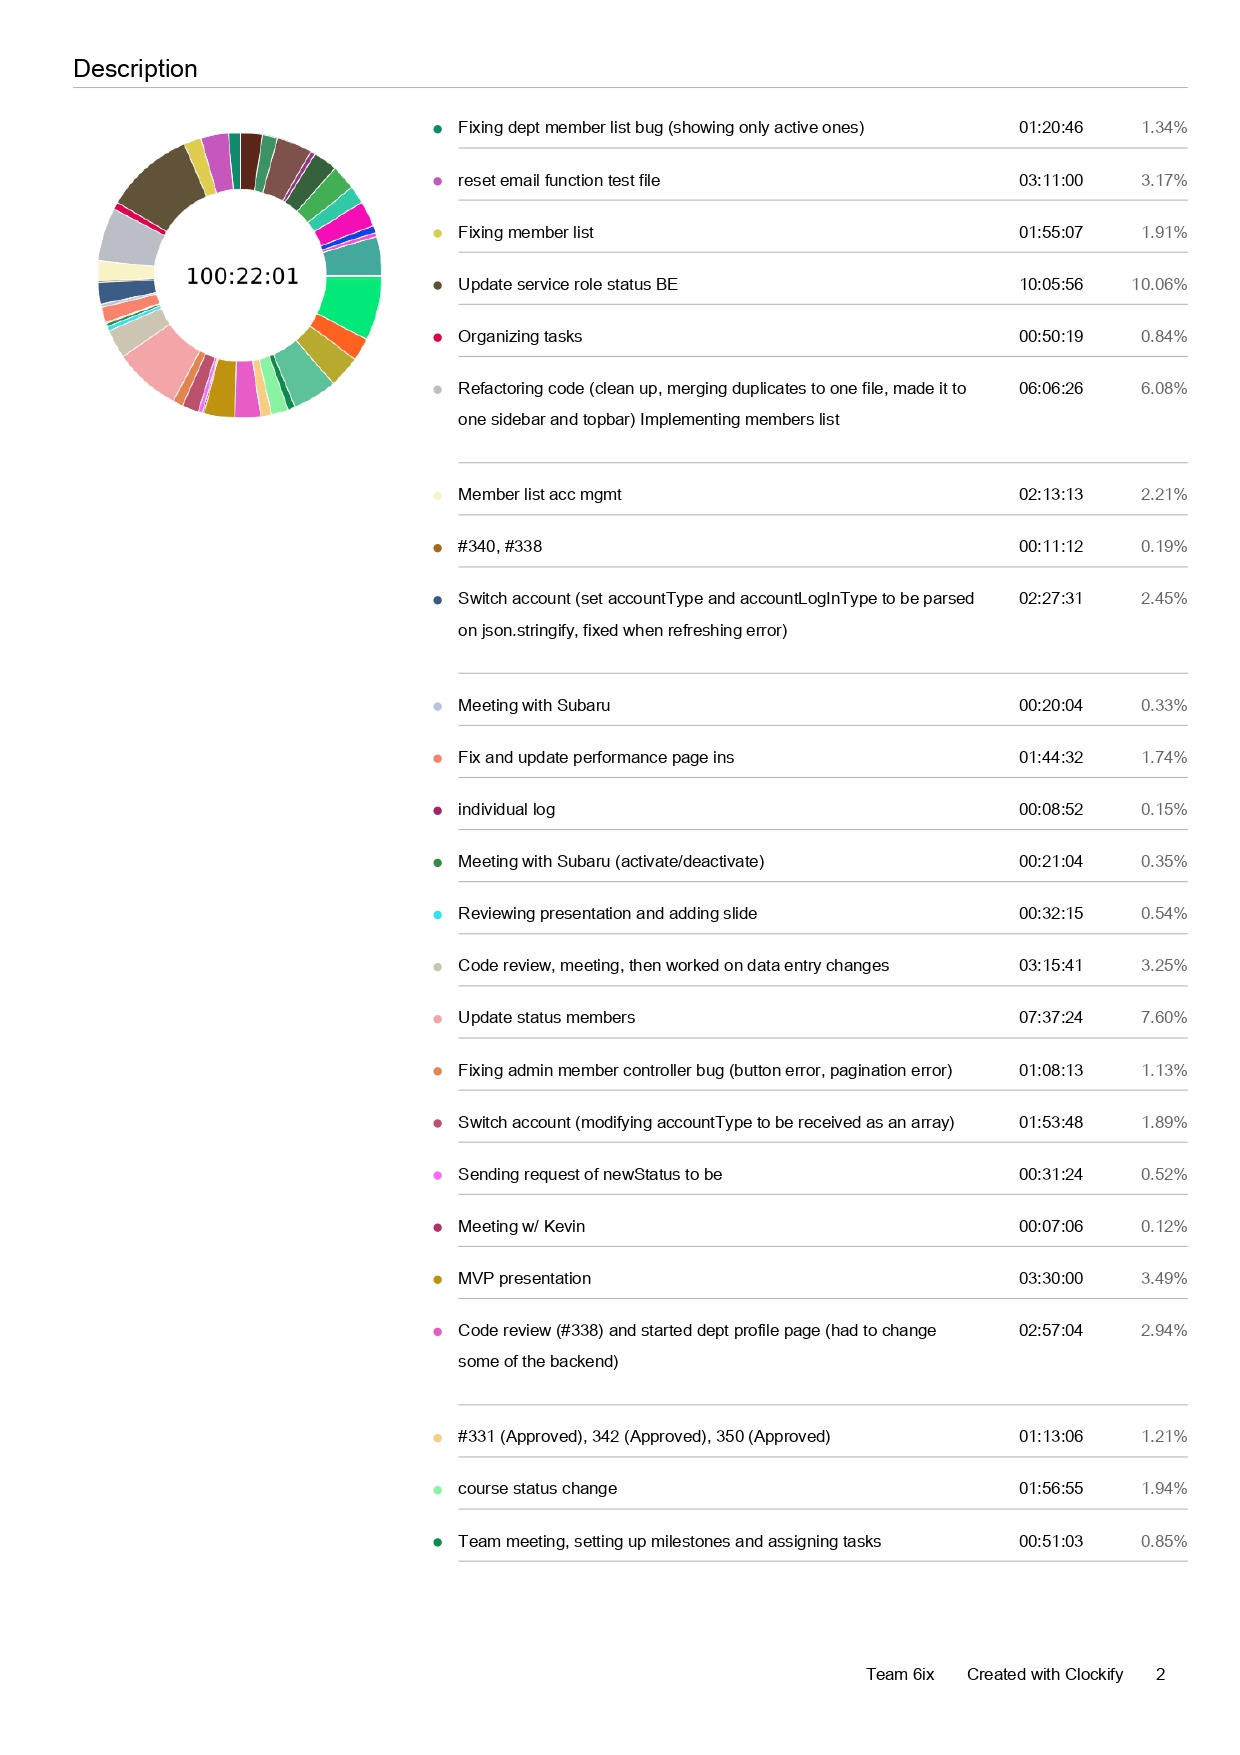 Description
100:22:01
Fixing dept member list bug (showing only active ones) 01:20:46 1.34%
reset email function test file 03:11:00 3.17%
Fixing member list 01:55:07 1.91%
Update service role status BE 10:05:56 10.06%
Organizing tasks 00:50:19 0.84%
Refactoring code (clean up, merging duplicates to one file, made it to 06:06:26 6.08%
one sidebar and topbar) Implementing members list
Member list acc mgmt 02:13:13 2.21%
#340, #338 00:11:12 0.19%
Switch account (set accountType and accountLogInType to be parsed 02:27:31 2.45%
on json.stringify, fixed when refreshing error)
Meeting with Subaru 00:20:04 0.33%
Fix and update performance page ins 01:44:32 1.74%
individual log 00:08:52 0.15%
Meeting with Subaru (activate/deactivate) 00:21:04 0.35%
Reviewing presentation and adding slide 00:32:15 0.54%
Code review, meeting, then worked on data entry changes 03:15:41 3.25%
Update status members 07:37:24 7.60%
Fixing admin member controller bug (button error, pagination error) 01:08:13 1.13%
Switch account (modifying accountType to be received as an array) 01:53:48 1.89%
Sending request of newStatus to be 00:31:24 0.52%
Meeting w/ Kevin 00:07:06 0.12%
MVP presentation 03:30:00 3.49%
Code review (#338) and started dept profile page (had to change 02:57:04 2.94%
some of the backend)
#331 (Approved), 342 (Approved), 350 (Approved) 01:13:06 1.21%
course status change 01:56:55 1.94%
Team meeting, setting up milestones and assigning tasks 00:51:03 0.85%
Team 6ix Created with Clockify 2